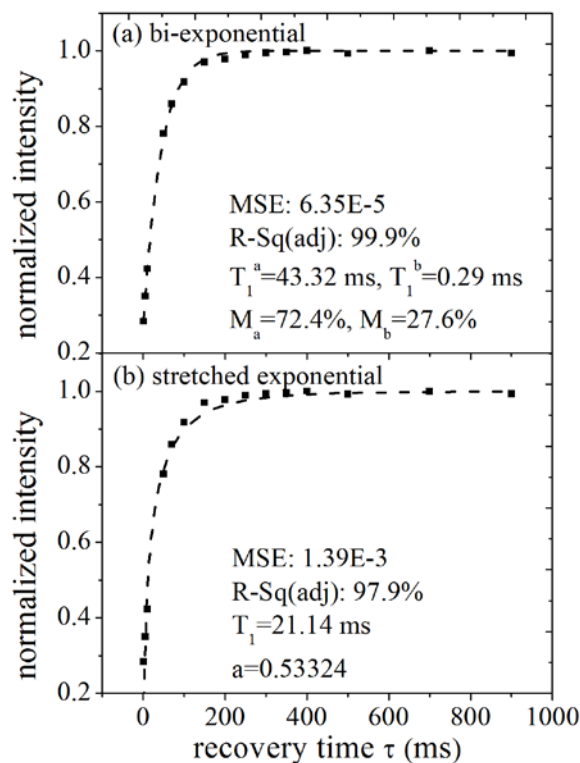 (a) bi-exponential
1.0
0.8
0.6
0.4
0.2
normalized intensity
MSE: 6.35E-5
R-Sq(adj): 99.9%
T₁ᵃ=43.32 ms, T₁ᵇ=0.29 ms
Mₐ=72.4%, M_b=27.6%
(b) stretched exponential
1.0
0.8
0.6
0.4
0.2
normalized intensity
MSE: 1.39E-3
R-Sq(adj): 97.9%
T₁=21.14 ms
a=0.53324
0 200 400 600 800 1000
recovery time τ (ms)